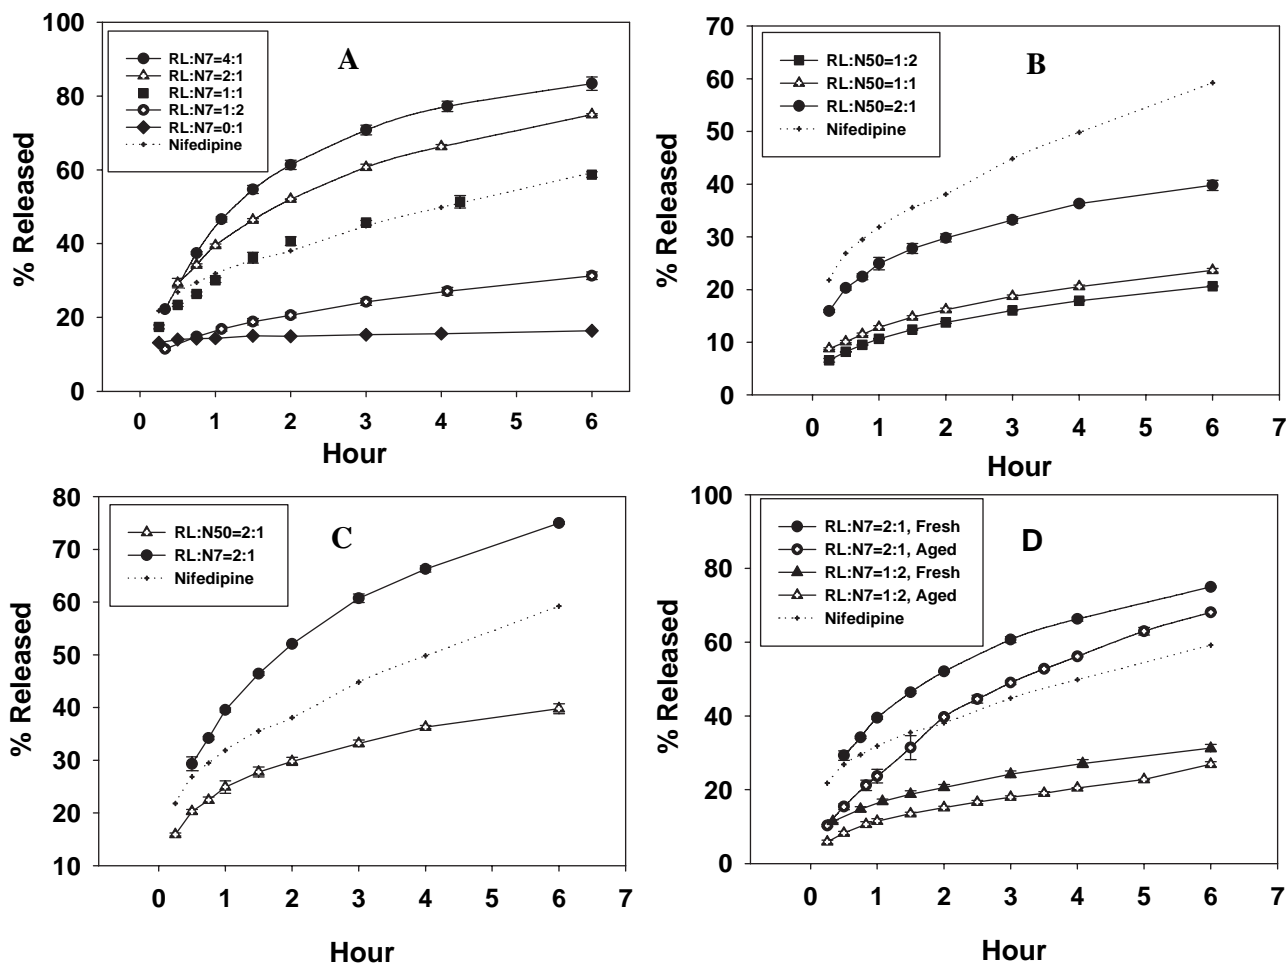 A
RL:N7=4:1
RL:N7=2:1
RL:N7=1:1
RL:N7=1:2
RL:N7=0:1
Nifedipine
% Released
100
80
60
40
20
0
0 1 2 3 4 5 6
Hour
B
RL:N50=1:2
RL:N50=1:1
RL:N50=2:1
Nifedipine
% Released
70
60
50
40
30
20
10
0
0 1 2 3 4 5 6 7
Hour
C
RL:N50=2:1
RL:N7=2:1
Nifedipine
% Released
80
70
60
50
40
30
20
10
0 1 2 3 4 5 6 7
Hour
D
RL:N7=2:1, Fresh
RL:N7=2:1, Aged
RL:N7=1:2, Fresh
RL:N7=1:2, Aged
Nifedipine
% Released
100
80
60
40
20
0
0 1 2 3 4 5 6 7
Hour